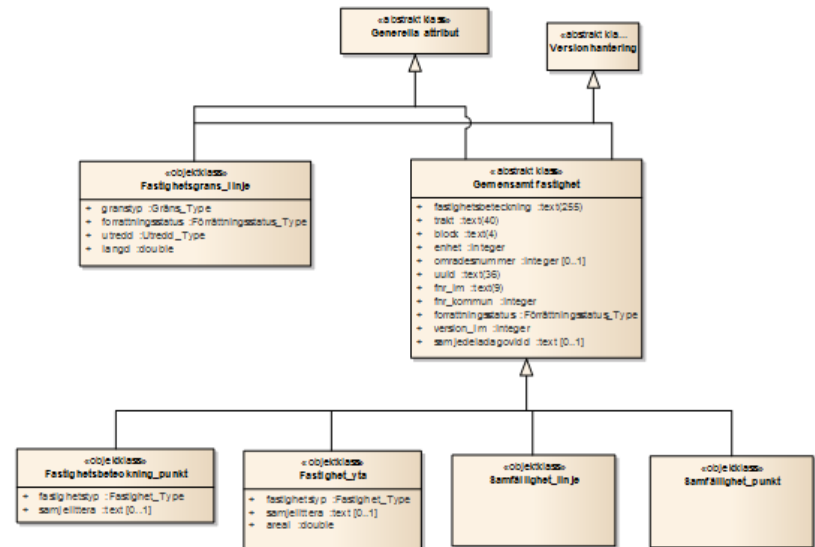 «abstrakt klass»
Generella attribut
«abstrakt kla...
Versionhantering
«objektklass»
Fastighetsgrans_linje
+ granstyp :Gräns_Type
+ forrattningsstatus :Förrättningsstatus_Type
+ utredd :Utredd_Type
+ langd :double
«abstrakt klass»
Gemensamt fastighet
+ fastighetsbeteckning :text(255)
+ trakt :text(40)
+ block :text(4)
+ enhet :integer
+ omradesnummer :integer [0..1]
+ uuid :text(36)
+ fnr_lm :text(9)
+ fnr_kommun :integer
+ forrattningsstatus :Förrättningsstatus_Type
+ version_lm :integer
+ samjedeladagovidd :text [0..1]
«objektklass»
Fastighetsbeteckning_punkt
+ fastighetstyp :Fastighet_Type
+ samjelittera :text [0..1]
«objektklass»
Fastighet_yta
+ fastighetstyp :Fastighet_Type
+ samjelittera :text [0..1]
+ areal :double
«objektklass»
Samfällighet_linje
«objektklass»
Samfällighet_punkt